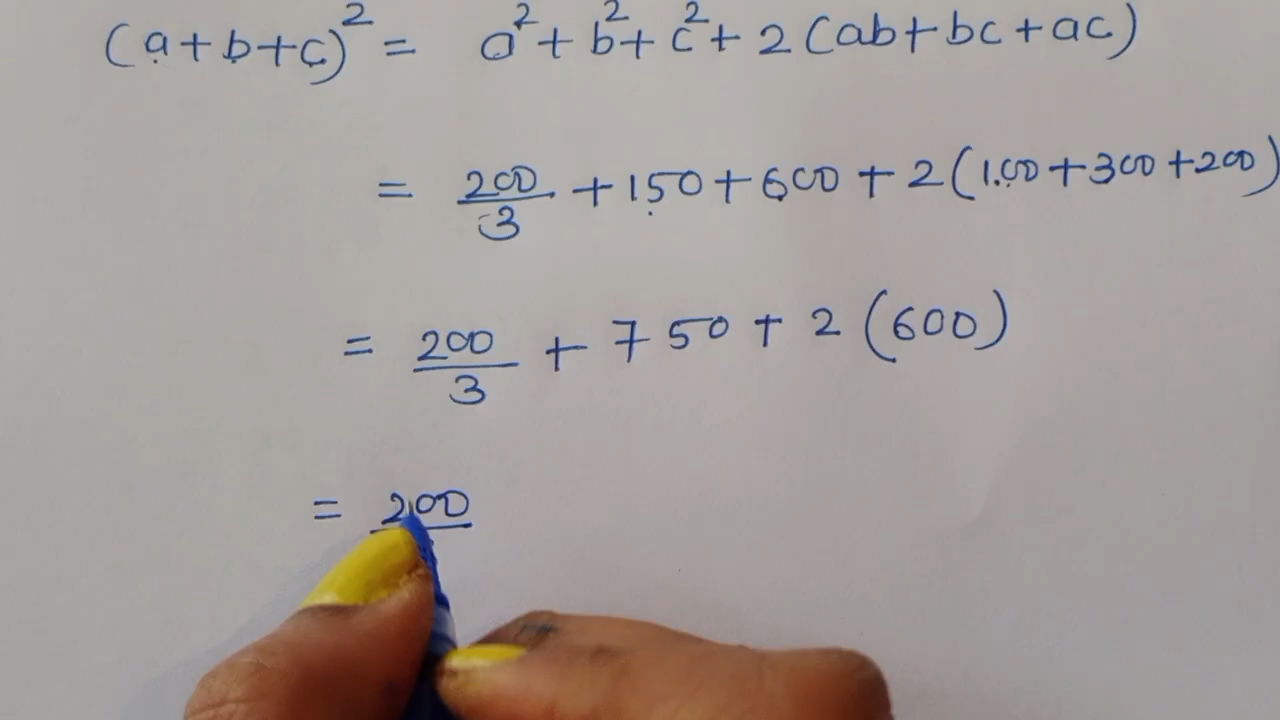 (a+b+c)² = a²+b²+c²+2(ab+bc+ac)
= 200/3 +150+600+2(100+300+200)
= 200/3 + 750 + 2(600)
= 200